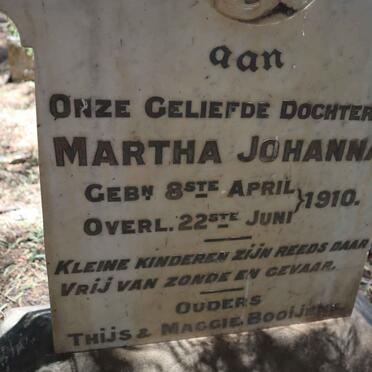 aan
ONZE GELIEFDE DOCHTER
MARTHA JOHANNA
GEBN 8STE APRIL
OVERL. 22STE JUNI } 1910.
KLEINE KINDEREN ZIJN REEDS DAAR
VRIJ VAN ZONDE EN GEVAAR.
OUDERS
THIJS & MAGGIE BOOIJENS